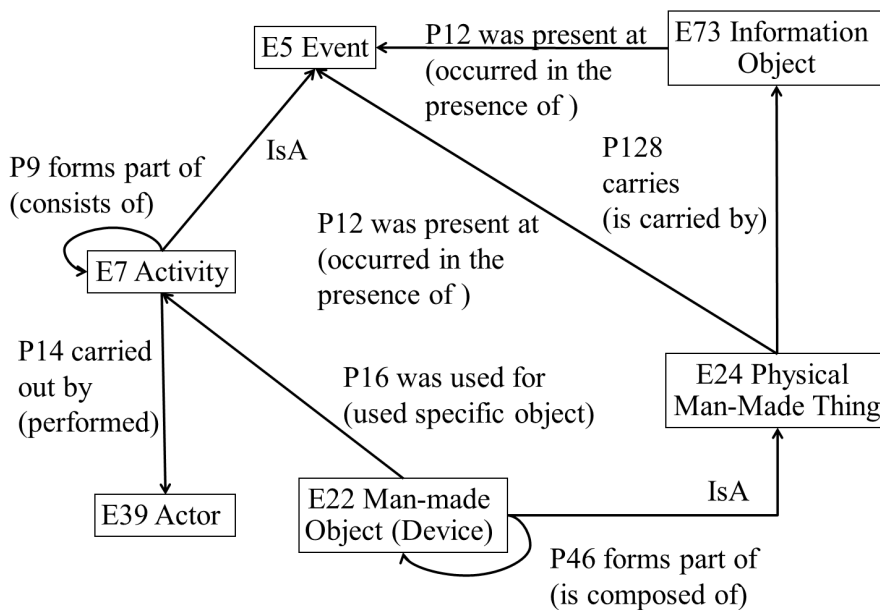 E5 Event
P12 was present at
(occurred in the
presence of )
E73 Information
Object
IsA
P9 forms part of
(consists of)
P128
carries
(is carried by)
P12 was present at
(occurred in the
presence of )
E7 Activity
P14 carried
out by
(performed)
P16 was used for
(used specific object)
E24 Physical
Man-Made Thing
E39 Actor
E22 Man-made
Object (Device)
IsA
P46 forms part of
(is composed of)